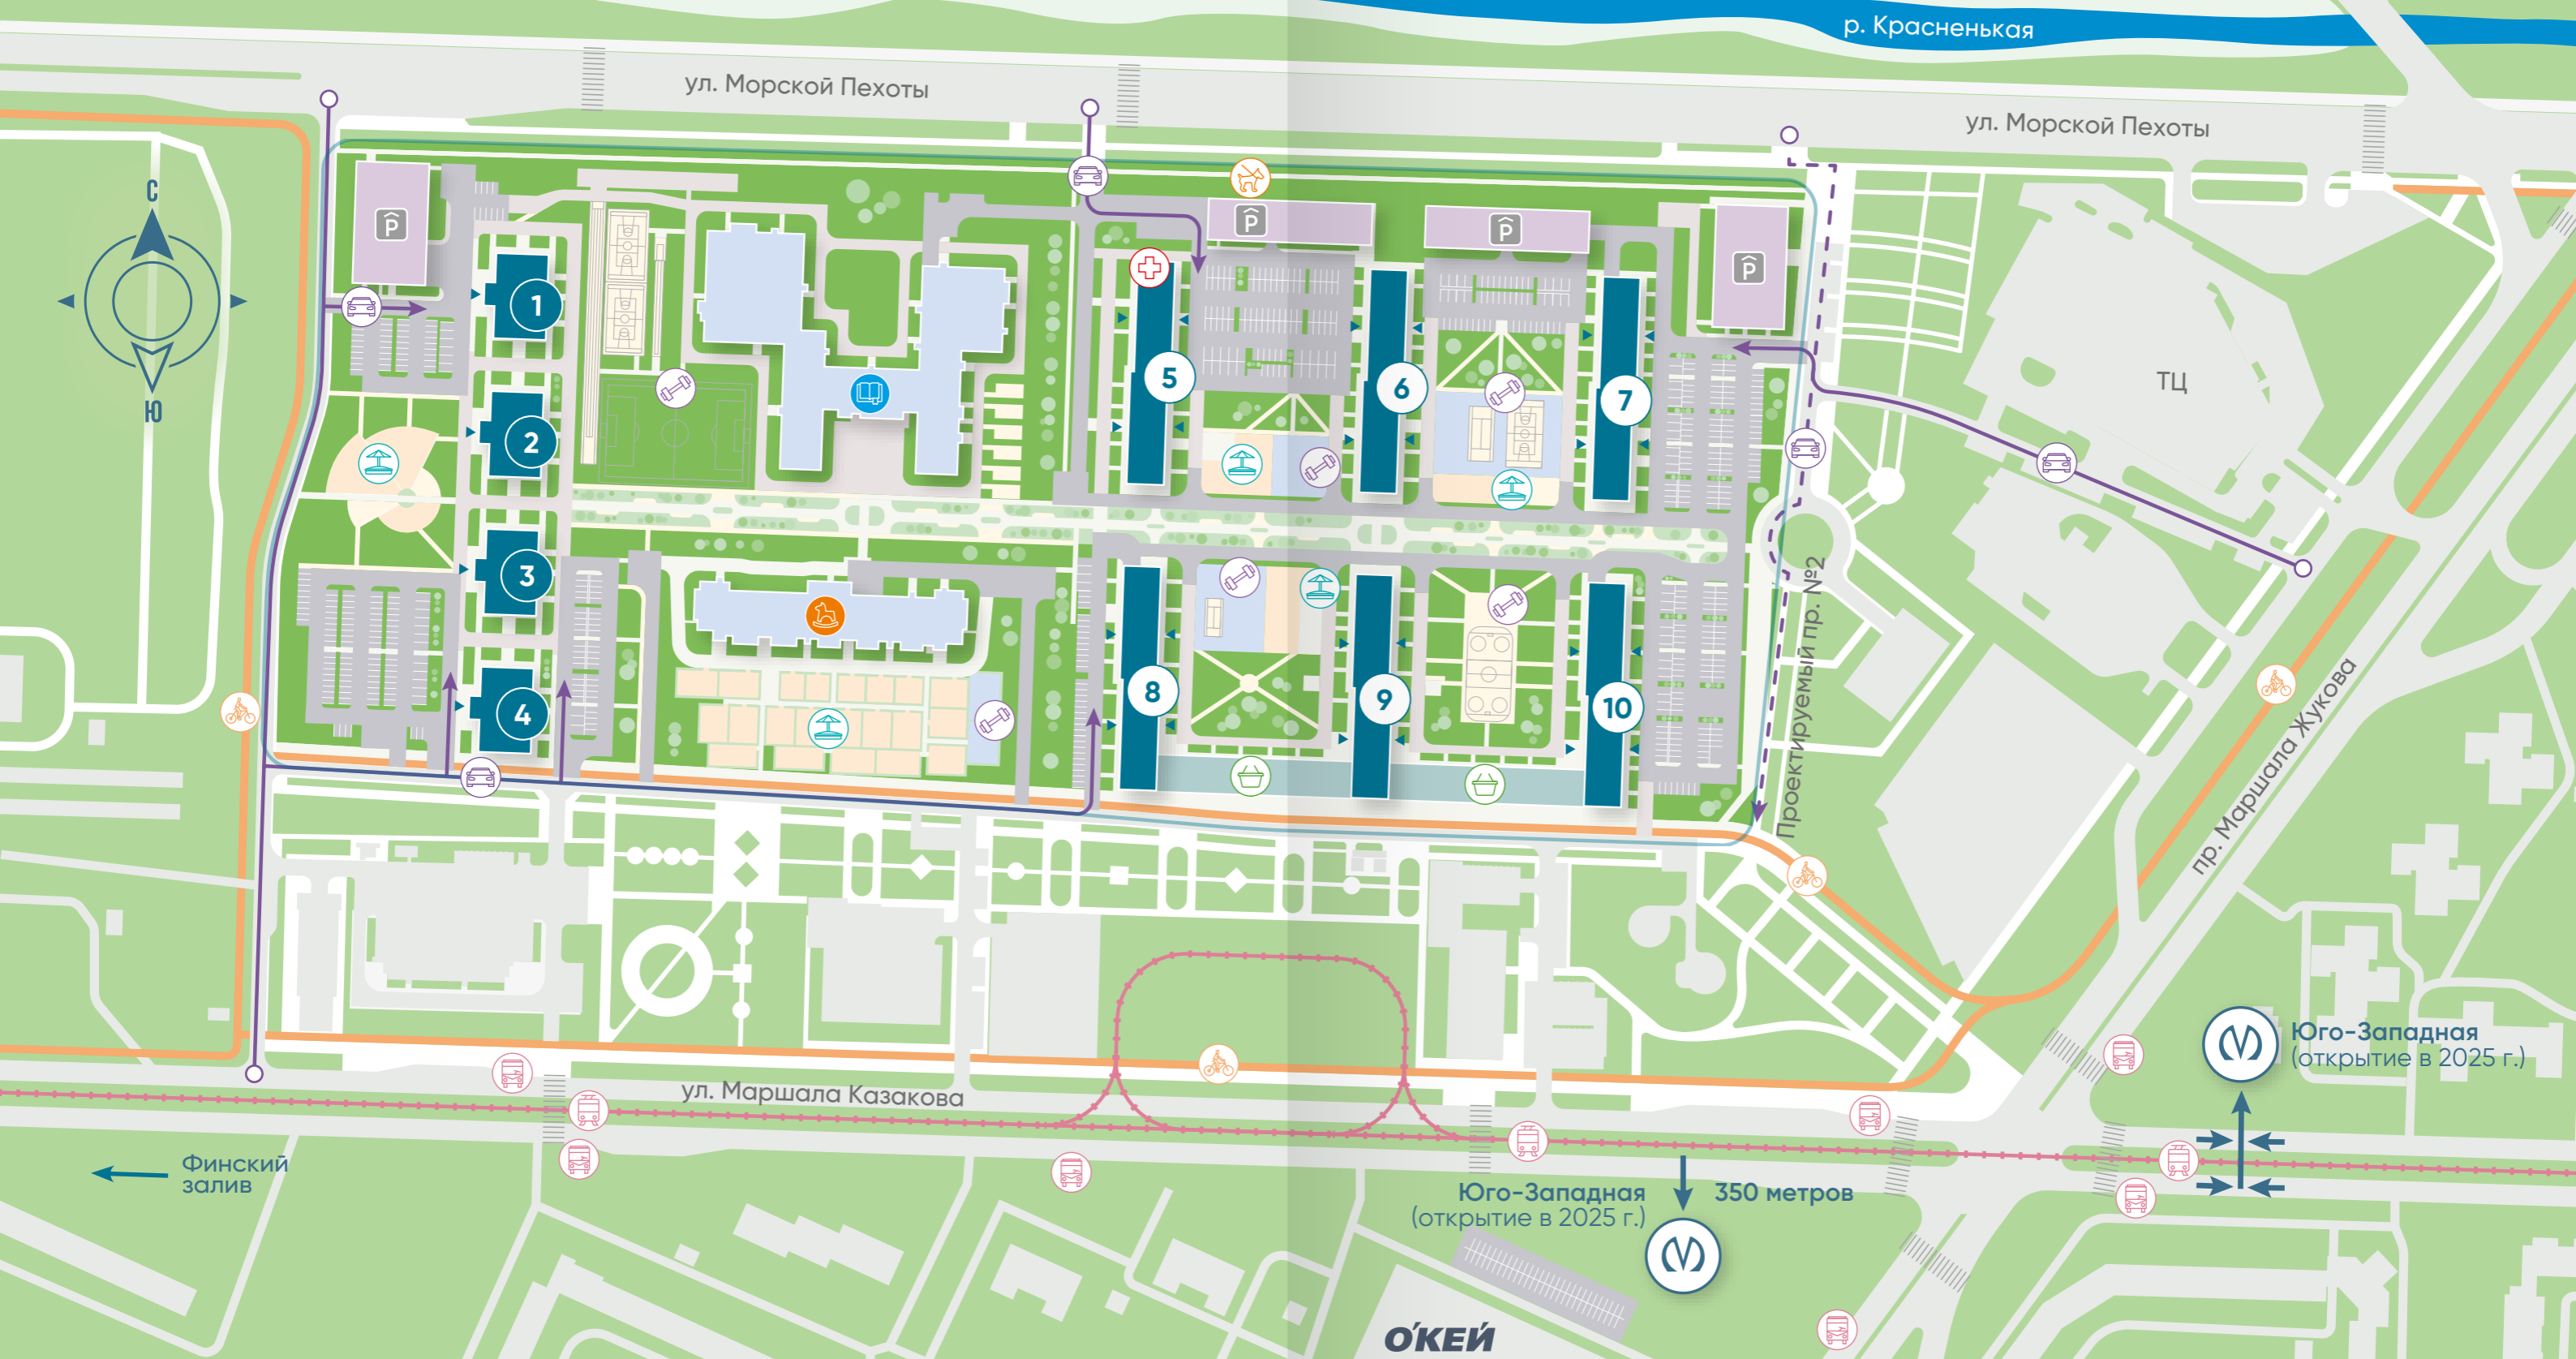 р. Красненькая
ул. Морской Пехоты
ул. Морской Пехоты
С
Ю
P
P
P
P
1
2
3
4
5
6
7
8
9
10
ТЦ
Проектируемый пр. №2
пр. Маршала Жукова
ул. Маршала Казакова
Юго-Западная
(открытие в 2025 г.)
Финский
залив
Юго-Западная
(открытие в 2025 г.)
350 метров
О'КЕЙ